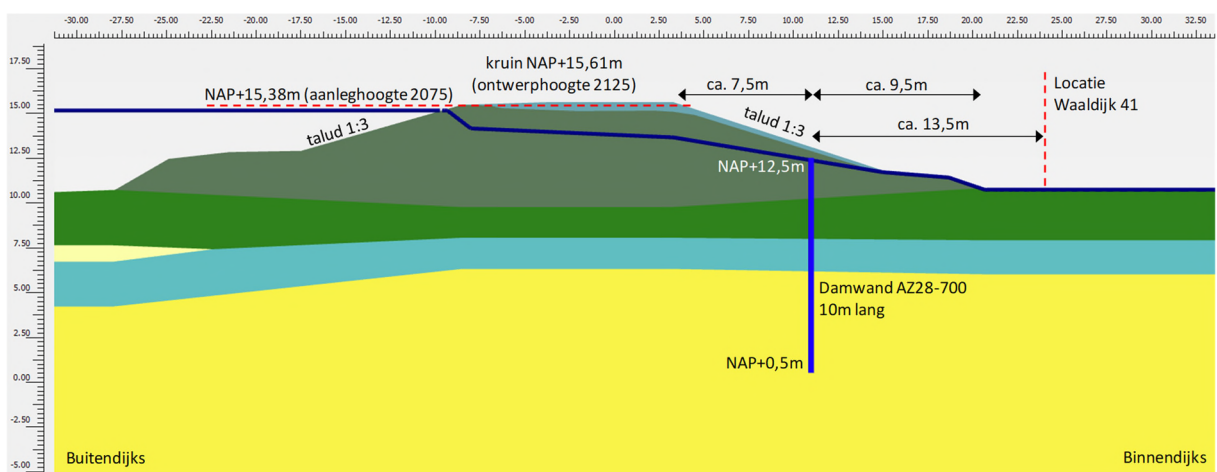 -30.00 -27.50 -25.00 -22.50 -20.00 -17.50 -15.00 -12.50 -10.00 -7.50 -5.00 -2.50 0.00 2.50 5.00 7.50 10.00 12.50 15.00 17.50 20.00 22.50 25.00 27.50 30.00 32.50
17.50
15.00
12.50
10.00
7.50
5.00
2.50
0.00
-2.50
-5.00
kruin NAP+15,61m
(ontwerphoogte 2125)
NAP+15,38m (aanleghoogte 2075)
ca. 7,5m
ca. 9,5m
Locatie
Waaldijk 41
talud 1:3
talud 1:3
ca. 13,5m
NAP+12,5m
Damwand AZ28-700
10m lang
NAP+0,5m
Buitendijks
Binnendijks